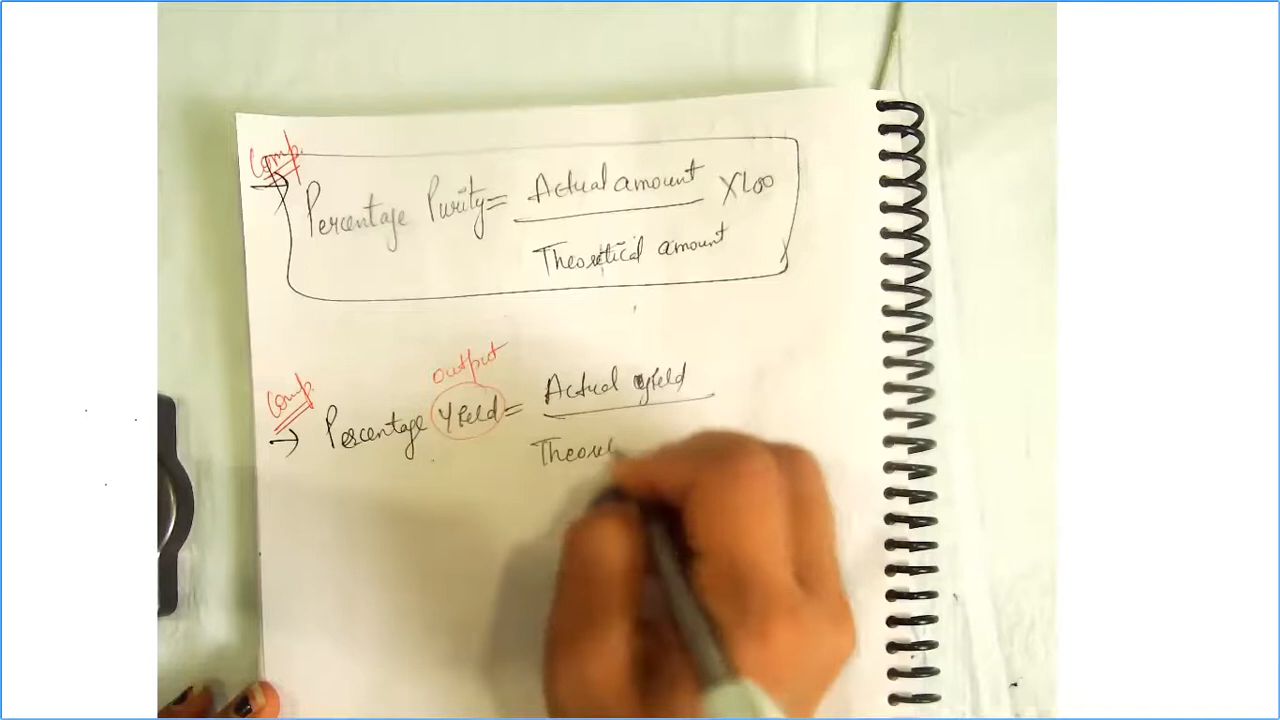 Comp.
→ Percentage Purity = Actual amount X100
Theoretical amount
output
Comp.
→ Percentage Yield = Actual yield
Theore